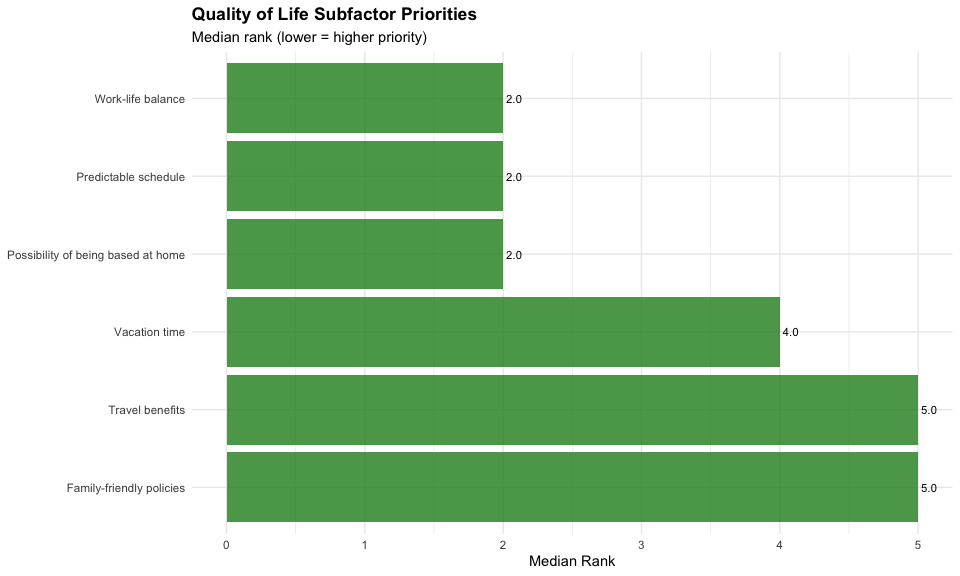 Quality of Life Subfactor Priorities
Median rank (lower = higher priority)
Work-life balance
2.0
Predictable schedule
2.0
Possibility of being based at home
2.0
Vacation time
4.0
Travel benefits
5.0
Family-friendly policies
5.0
0 1 2 3 4 5
Median Rank